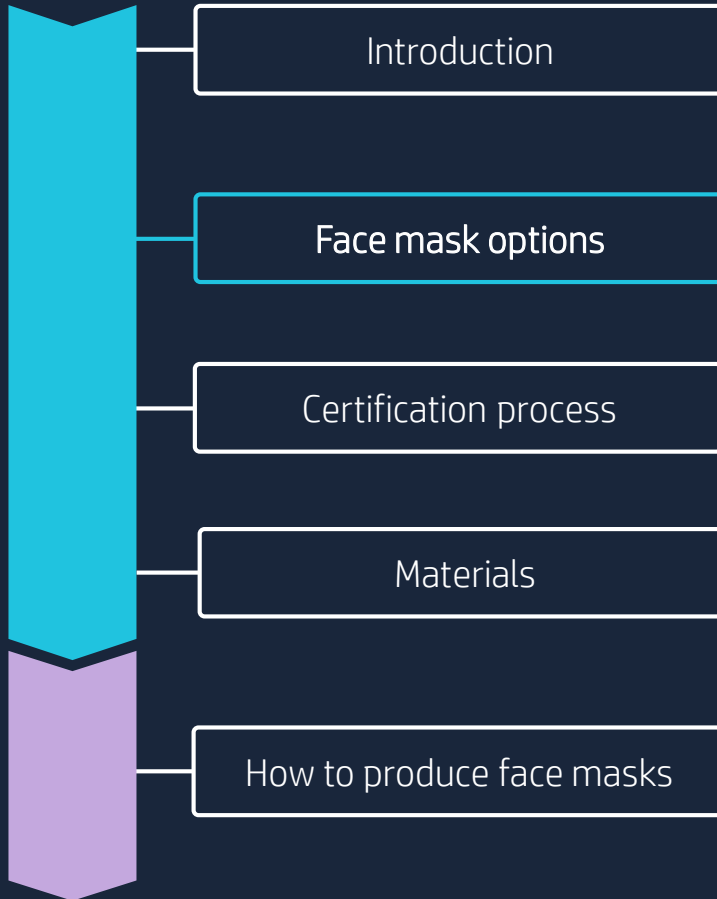 Introduction
Face mask options
Certification process
Materials
How to produce face masks